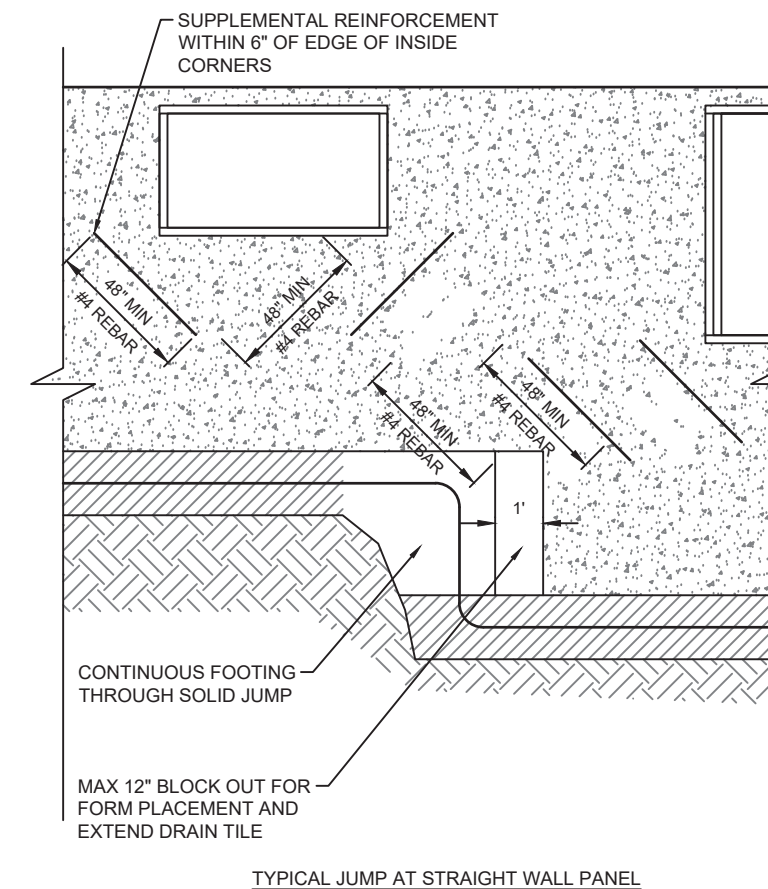 SUPPLEMENTAL REINFORCEMENT
WITHIN 6" OF EDGE OF INSIDE
CORNERS
48" MIN
#4 REBAR
48" MIN
#4 REBAR
48" MIN
#4 REBAR
48" MIN
#4 REBAR
1'
CONTINUOUS FOOTING
THROUGH SOLID JUMP
MAX 12" BLOCK OUT FOR
FORM PLACEMENT AND
EXTEND DRAIN TILE
TYPICAL JUMP AT STRAIGHT WALL PANEL